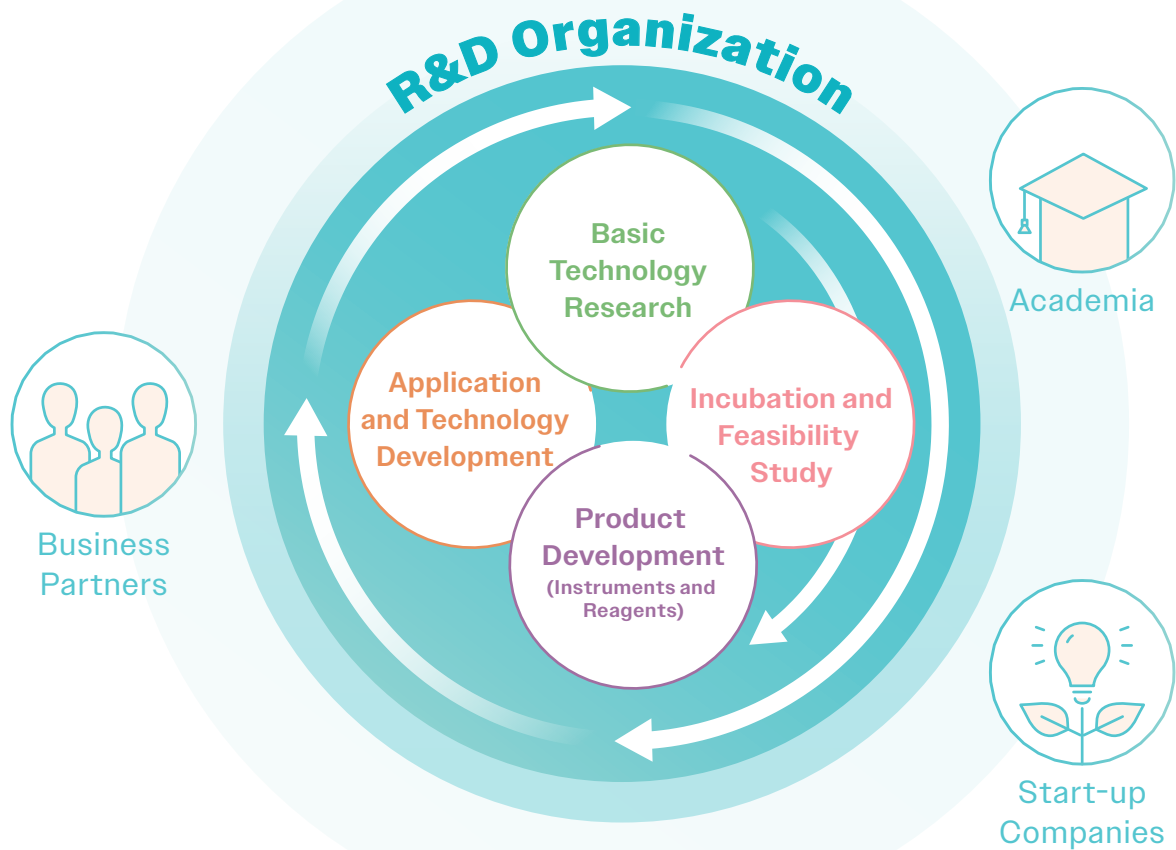 R&D Organization
Basic
Technology
Research
Application
and Technology
Development
Incubation and
Feasibility
Study
Product
Development
(Instruments and
Reagents)
Academia
Business
Partners
Start-up
Companies